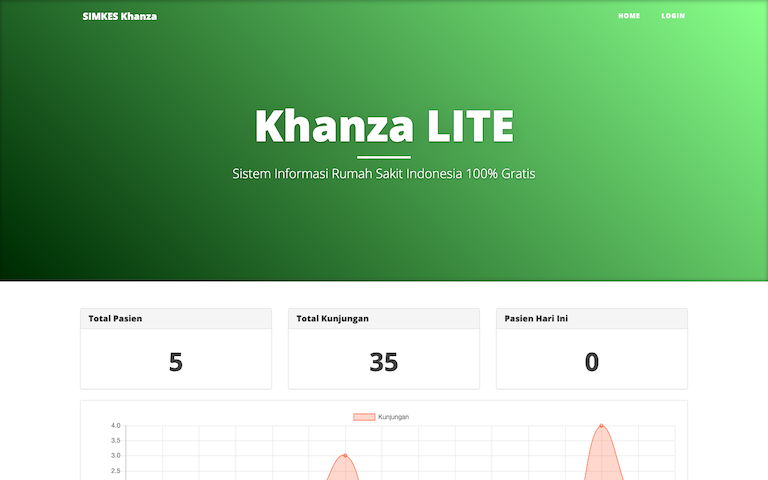 SIMKES Khanza
HOME LOGIN
Khanza LITE
Sistem Informasi Rumah Sakit Indonesia 100% Gratis
Total Pasien
5
Total Kunjungan
35
Pasien Hari Ini
0
Kunjungan
4.0
3.5
3.0
2.5